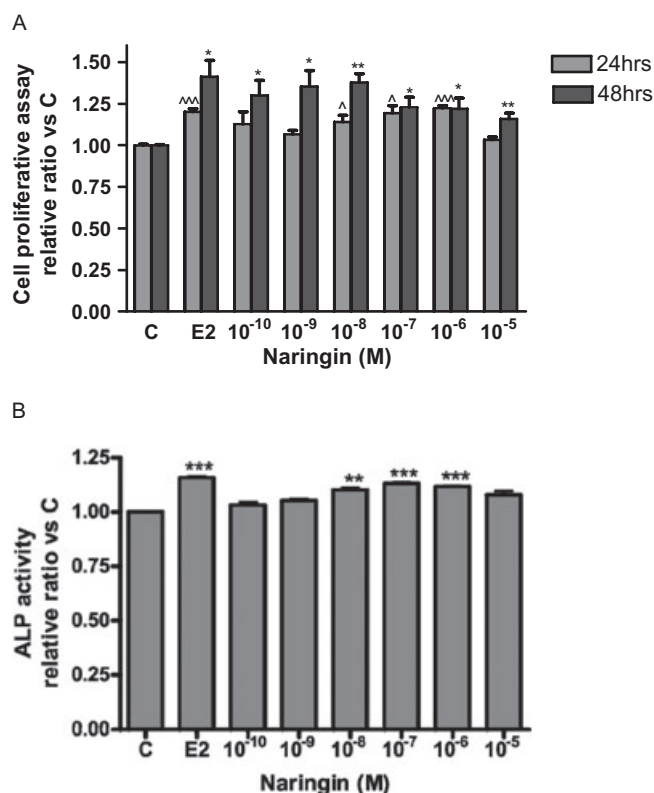 A
Cell proliferative assay
relative ratio vs C
1.50
1.25
1.00
0.75
0.50
0.25
0.00
^^^ * * * ^ ** ^ * ^^^ * **
C E2 10⁻¹⁰ 10⁻⁹ 10⁻⁸ 10⁻⁷ 10⁻⁶ 10⁻⁵
Naringin (M)
24hrs
48hrs
B
ALP activity
relative ratio vs C
1.25
1.00
0.75
0.50
0.25
0.00
*** ** *** ***
C E2 10⁻¹⁰ 10⁻⁹ 10⁻⁸ 10⁻⁷ 10⁻⁶ 10⁻⁵
Naringin (M)